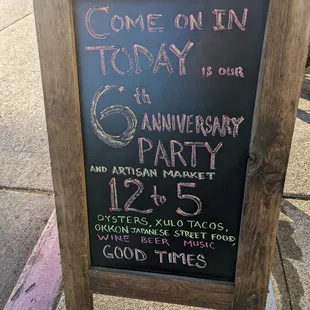 COME ON IN
TODAY IS OUR
6th
ANNIVERSARY
PARTY
AND ARTISAN MARKET
12 to 5
OYSTERS, XULO TACOS,
OKKON JAPANESE STREET FOOD
WINE BEER MUSIC
GOOD TIMES